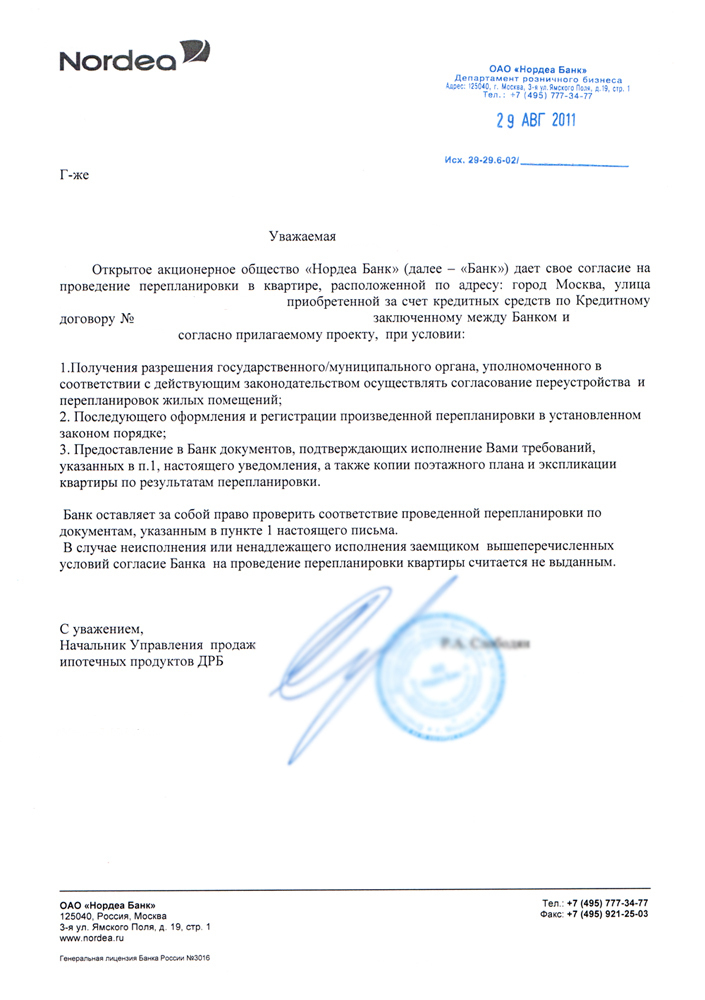 Nordea
ОАО «Нордеа Банк»
Департамент розничного бизнеса
Адрес: 125040, г. Москва, 3-я ул.Ямского Поля, д.19, стр. 1
Тел.: +7 (495) 777-34-77
29 АВГ 2011
Исх. 29-29.6-02/
Г-же
Уважаемая
Открытое акционерное общество «Нордеа Банк» (далее – «Банк») дает свое согласие на
проведение перепланировки в квартире, расположенной по адресу: город Москва, улица
приобретенной за счет кредитных средств по Кредитному
договору № заключенному между Банком и
согласно прилагаемому проекту, при условии:
1.Получения разрешения государственного/муниципального органа, уполномоченного в
соответствии с действующим законодательством осуществлять согласование переустройства и
перепланировок жилых помещений;
2. Последующего оформления и регистрации произведенной перепланировки в установленном
законом порядке;
3. Предоставление в Банк документов, подтверждающих исполнение Вами требований,
указанных в п.1, настоящего уведомления, а также копии поэтажного плана и экспликации
квартиры по результатам перепланировки.
Банк оставляет за собой право проверить соответствие проведенной перепланировки по
документам, указанным в пункте 1 настоящего письма.
В случае неисполнения или ненадлежащего исполнения заемщиком вышеперечисленных
условий согласие Банка на проведение перепланировки квартиры считается не выданным.
С уважением,
Начальник Управления продаж
ипотечных продуктов ДРБ
ОАО «Нордеа Банк»
125040, Россия, Москва
3-я ул. Ямского Поля, д. 19, стр. 1
www.nordea.ru
Тел.: +7 (495) 777-34-77
Факс: +7 (495) 921-25-03
Генеральная лицензия Банка России №3016